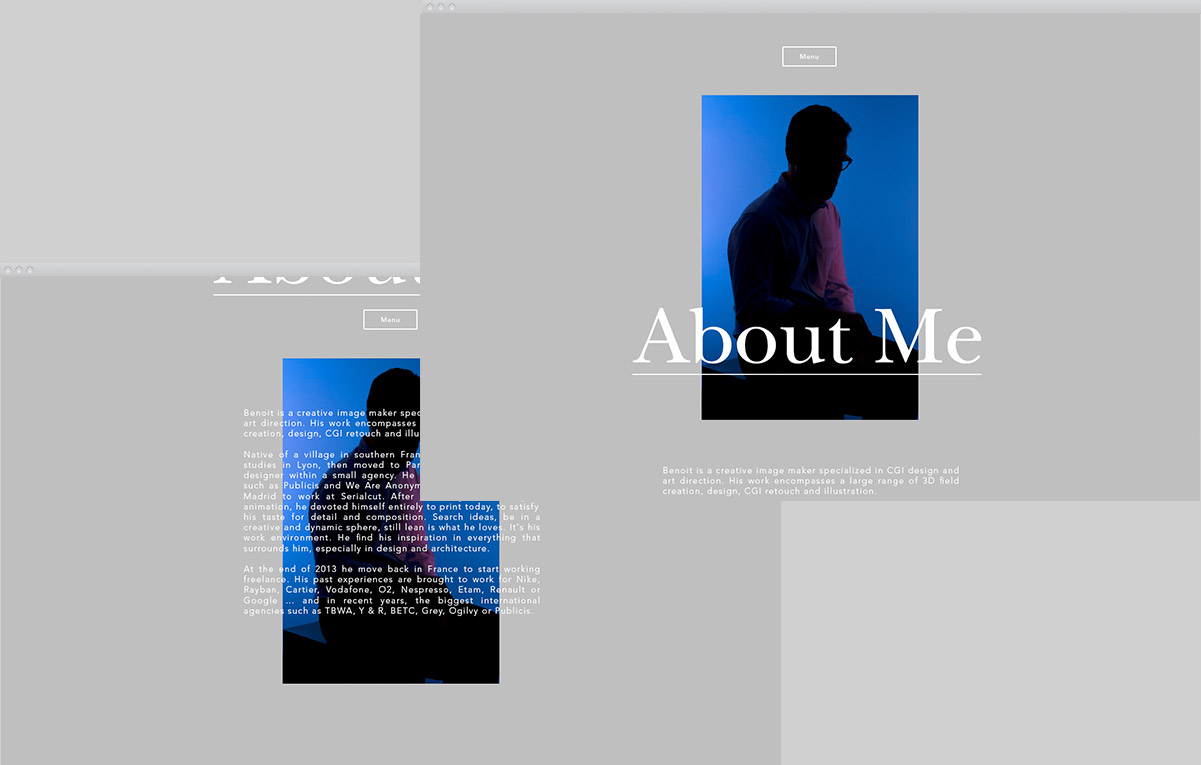 Menu
About Me
Benoit is a creative image maker specialized in CGI design and
art direction. His work encompasses a large range of 3D field
creation, design, CGI retouch and illustration.
About
Menu
Benoit is a creative image maker spec
art direction. His work encompasses
creation, design, CGI retouch and illu
Native of a village in southern Fran
studies in Lyon, then moved to Par
designer within a small agency. He
such as Publicis and We Are Anonym
Madrid to work at Serialcut. After
animation, he devoted himself entirely to print today, to satisfy
his taste for detail and composition. Search ideas, be in a
creative and dynamic sphere, still lean is what he loves. It's his
work environment. He find his inspiration in everything that
surrounds him, especially in design and architecture.
At the end of 2013 he move back in France to start working
freelance. His past experiences are brought to work for Nike,
Rayban, Cartier, Vodafone, O2, Nespresso, Etam, Renault or
Google ... and in recent years, the biggest international
agencies such as TBWA, Y & R, BETC, Grey, Ogilvy or Publicis.